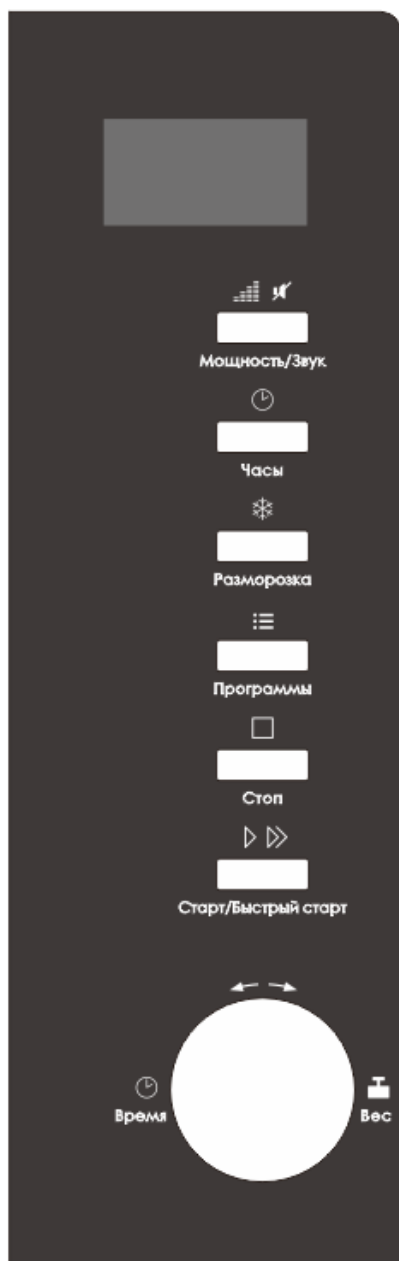 Мощность/Звук
Часы
Разморозка
Программы
Стоп
Старт/Быстрый старт
Время
Вес